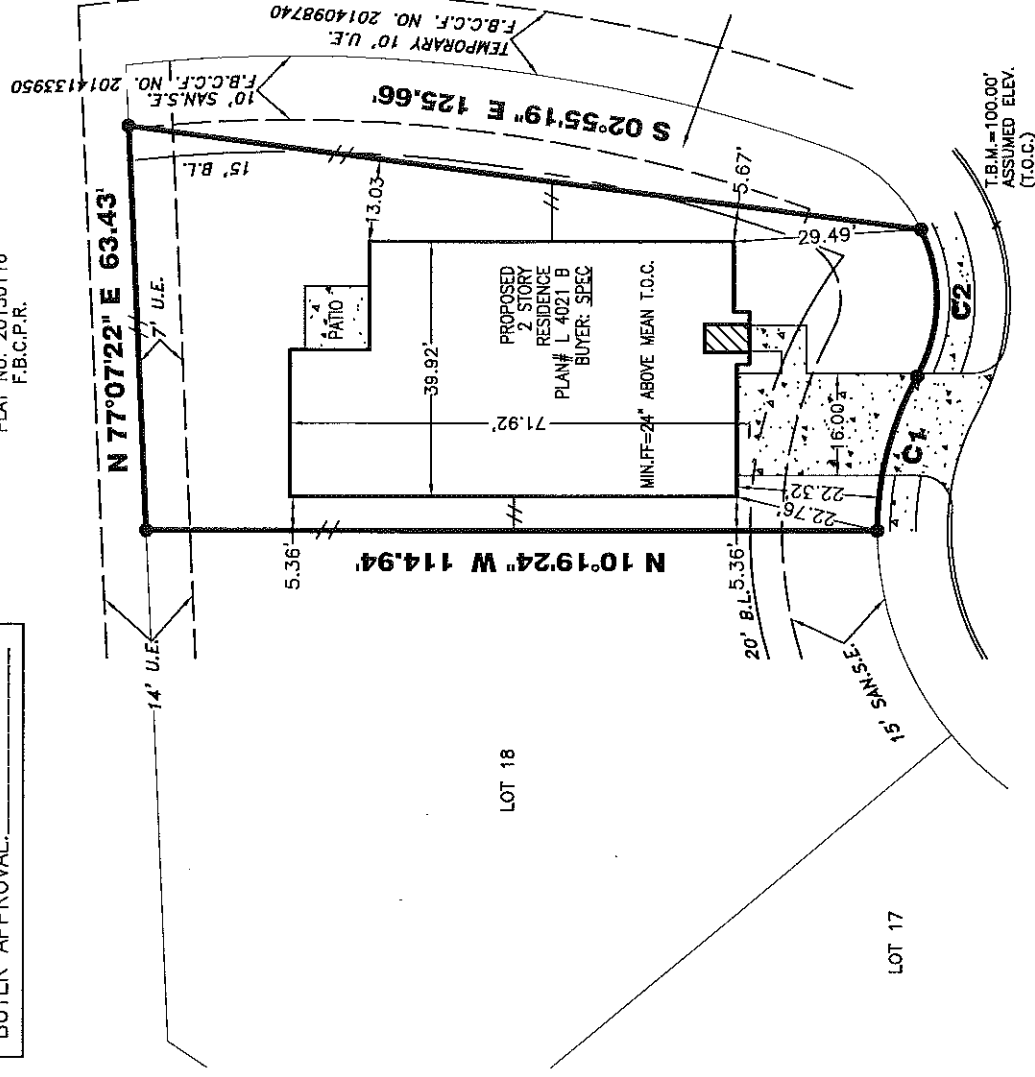 BUYER APPROVAL:
PLAT NO. 20130116
F.B.C.P.R.
TEMPORARY 10' U.E.
F.B.C.C.F. NO. 2014098740
10' SAN.S.E.
F.B.C.C.F. NO. 2014133950
N 77°07'22" E 63.43'
7' U.E.
14' U.E.
15' B.L.
S 02°55'19" E 125.66'
13.03'
PATIO
39.92'
5.36'
PROPOSED
2 STORY
RESIDENCE
PLAN# L 4021 B
BUYER: SPEC
71.92'
MIN.FF=24" ABOVE MEAN T.O.C.
N 10°19'24" W 114.94'
5.67'
29.49'
5.36'
20' B.L.
22.76'
22.32'
16.00'
15' SAN.S.E.
C1
C2
T.B.M.=100.00'
ASSUMED ELEV.
(T.O.C.)
LOT 18
LOT 17